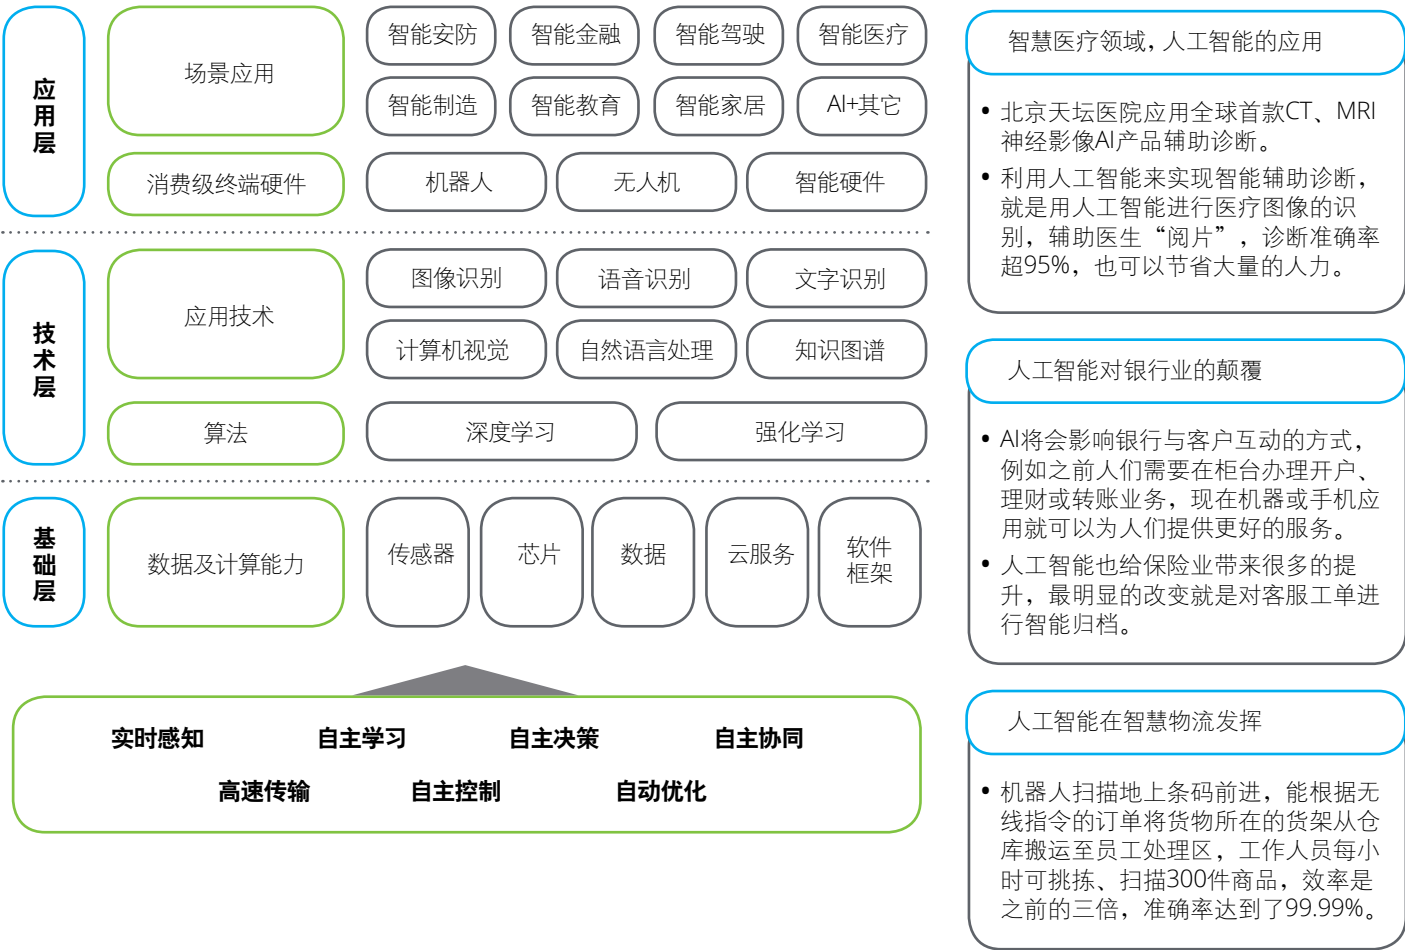 应用层
场景应用
智能安防 智能金融 智能驾驶 智能医疗
智能制造 智能教育 智能家居 AI+其它
消费级终端硬件
机器人 无人机 智能硬件
技术层
应用技术
图像识别 语音识别 文字识别
计算机视觉 自然语言处理 知识图谱
算法
深度学习 强化学习
基础层
数据及计算能力
传感器 芯片 数据 云服务 软件
框架
实时感知 自主学习 自主决策 自主协同
高速传输 自主控制 自动优化
智慧医疗领域，人工智能的应用
• 北京天坛医院应用全球首款CT、MRI
神经影像AI产品辅助诊断。
• 利用人工智能来实现智能辅助诊断，
就是用人工智能进行医疗图像的识
别，辅助医生“阅片”，诊断准确率
超95%，也可以节省大量的人力。
人工智能对银行业的颠覆
• AI将会影响银行与客户互动的方式，
例如之前人们需要在柜台办理开户、
理财或转账业务，现在机器或手机应
用就可以为人们提供更好的服务。
• 人工智能也给保险业带来很多的提
升，最明显的改变就是对客服工单进
行智能归档。
人工智能在智慧物流发挥
• 机器人扫描地上条码前进，能根据无
线指令的订单将货物所在的货架从仓
库搬运至员工处理区，工作人员每小
时可挑拣、扫描300件商品，效率是
之前的三倍，准确率达到了99.99%。